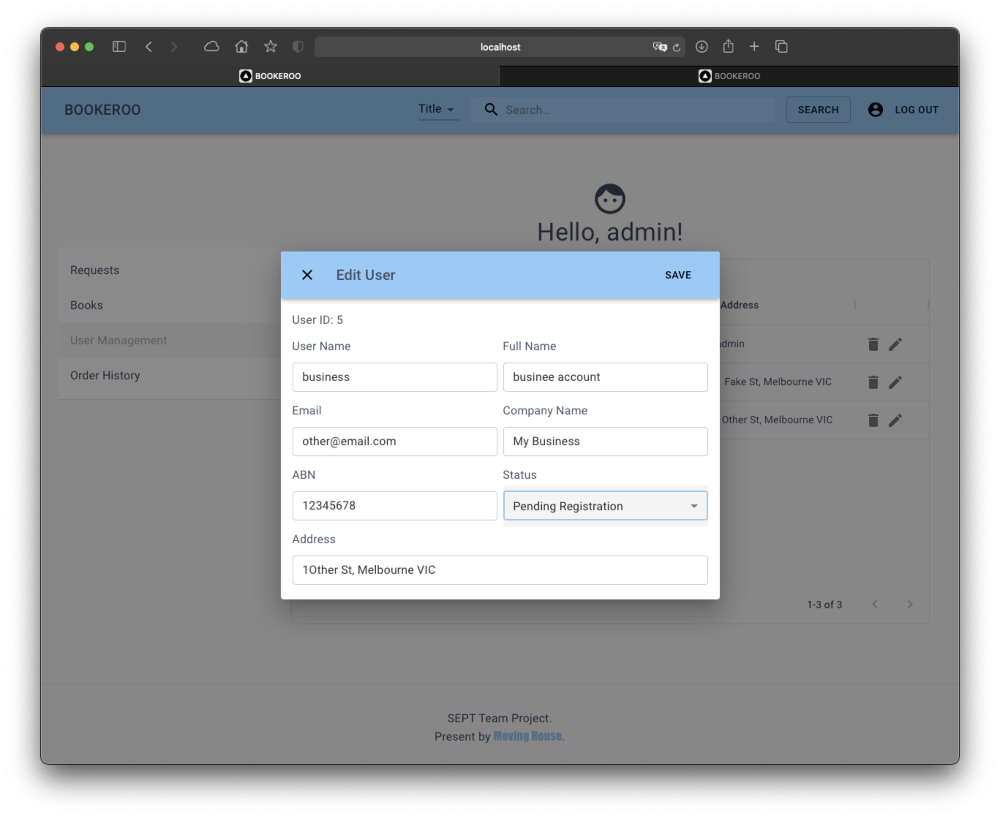 localhost
BOOKEROO
BOOKEROO
BOOKEROO
Title
Search...
SEARCH
LOG OUT
Hello, admin!
Requests
Books
User Management
Order History
Edit User
SAVE
User ID: 5
User Name
Full Name
business
businee account
Email
Company Name
other@email.com
My Business
ABN
Status
12345678
Pending Registration
Address
1Other St, Melbourne VIC
Address
Fake St, Melbourne VIC
Other St, Melbourne VIC
1-3 of 3
SEPT Team Project.
Present by Moving House.